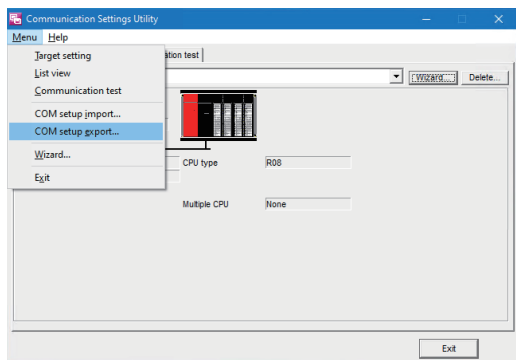 Communication Settings Utility
Menu Help
Target setting
List view
Communication test
COM setup import...
COM setup export...
Wizard...
Exit
tion test
Wizard...
Delete...
CPU type
R08
Multiple CPU
None
Exit